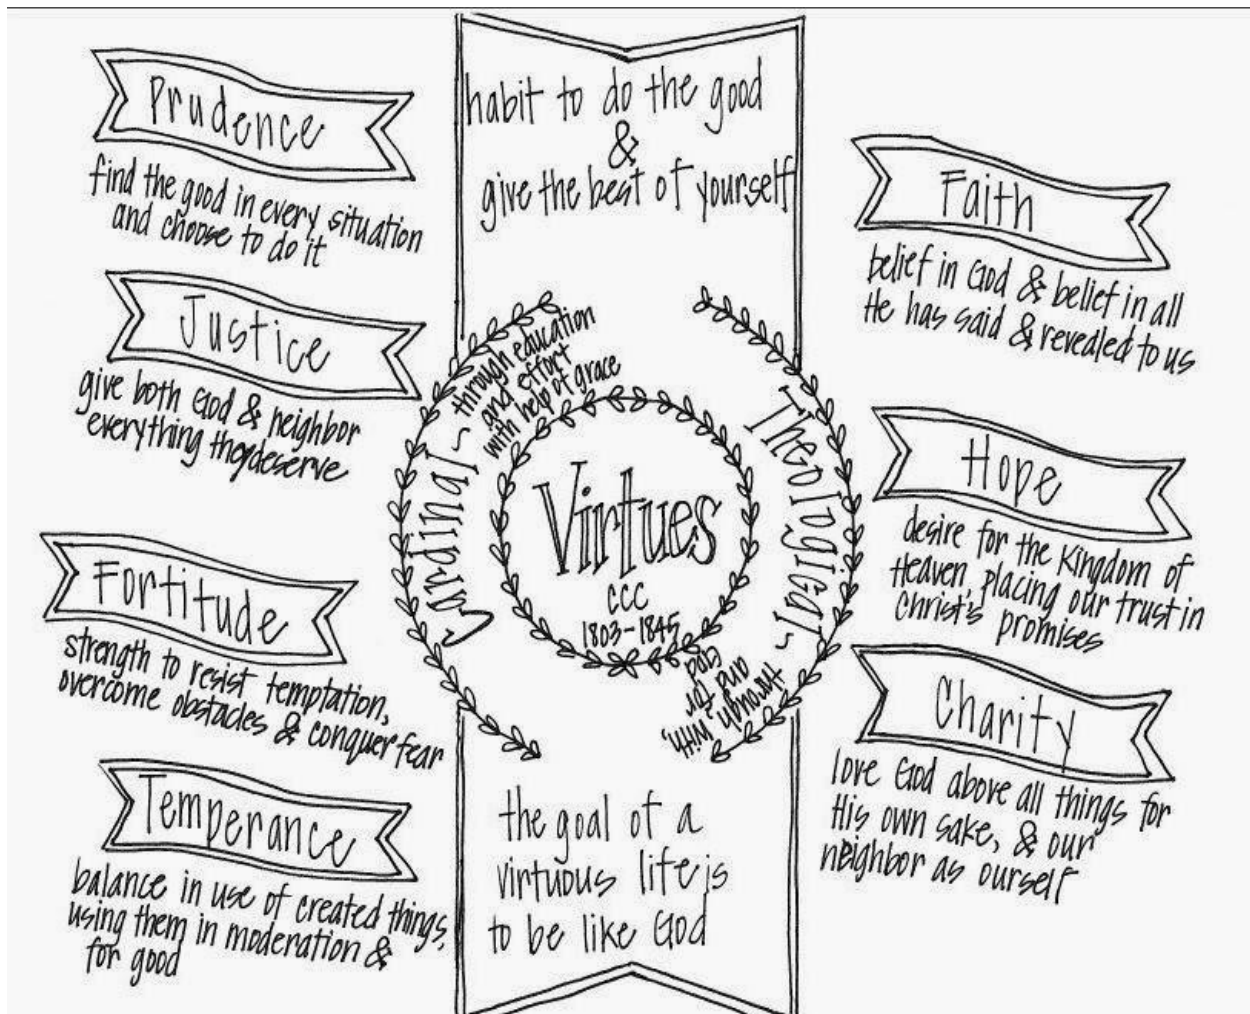 habit to do the good
&
give the best of yourself
Prudence
find the good in every situation
and choose to do it
Justice
give both God & neighbor
everything they deserve
Fortitude
strength to resist temptation,
overcome obstacles & conquer fear
Temperance
balance in use of created things,
using them in moderation &
for good
Cardinal ~ through education
and effort
with help of grace
Virtues
CCC
1803-1845
Theological ~ through, with,
and for
God
Faith
belief in God & belief in all
He has said & revealed to us
Hope
desire for the Kingdom of
Heaven, placing our trust in
Christ's promises
Charity
love God above all things for
His own sake, & our
neighbor as ourself
the goal of a
virtuous life is
to be like God